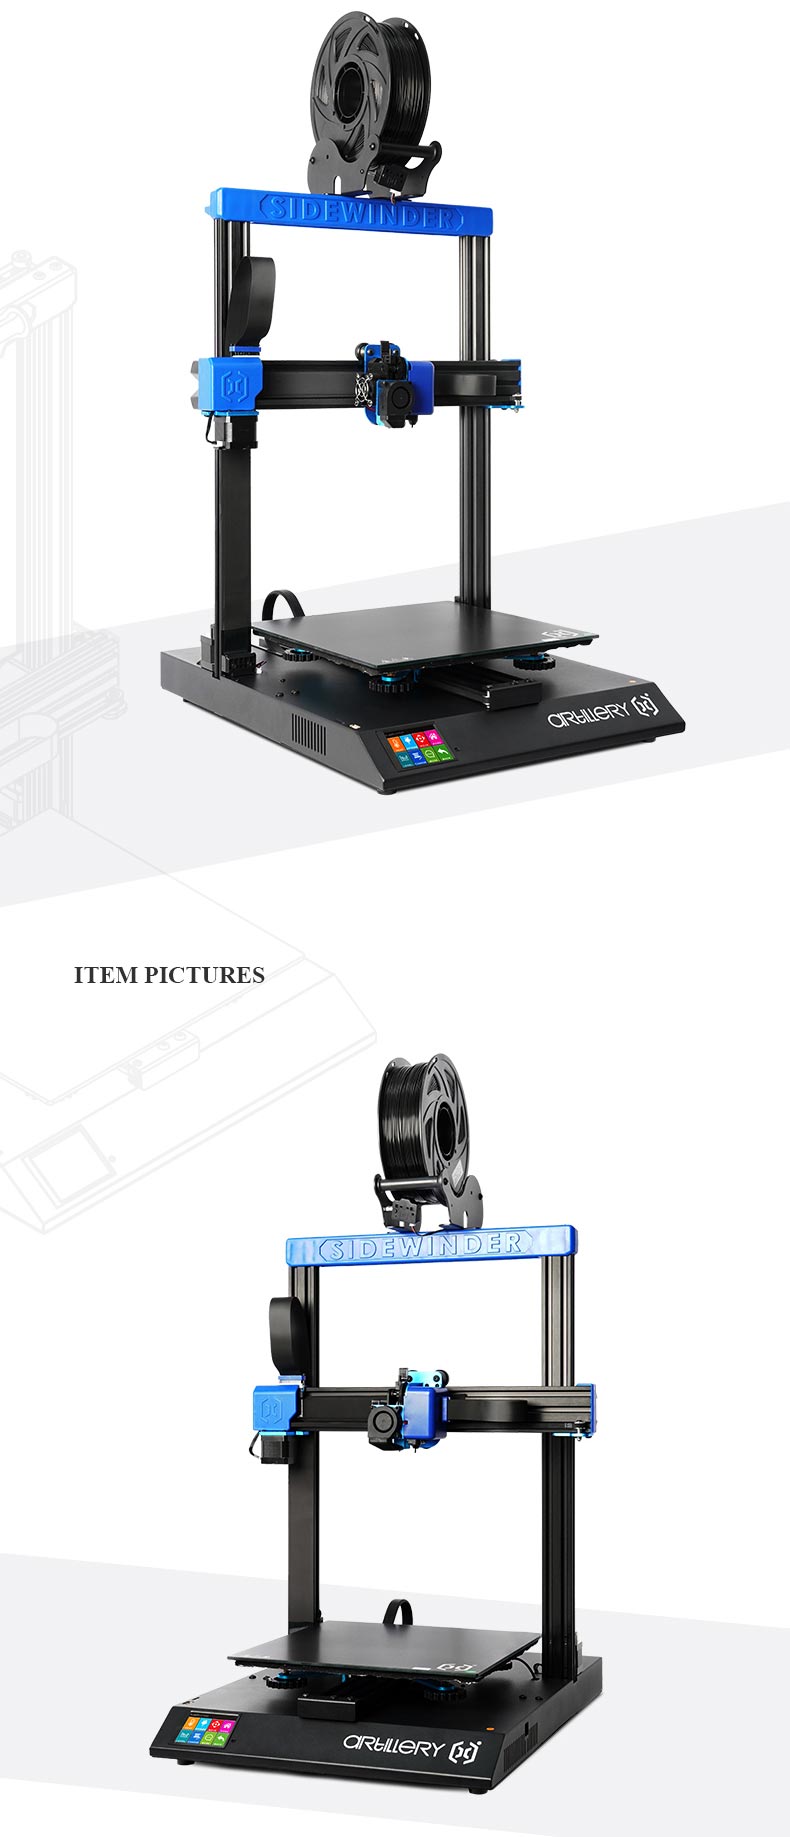 SIDEWINDER
ARTILLERY
ITEM PICTURES
SIDEWINDER
ARTILLERY